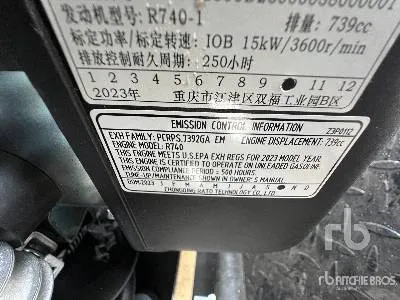 发动机型号: R740-1
排量: 739cc
标定功率/标定转速: IOB 15kW/3600r/min
排放控制耐久周期: 250小时
1 2 3 4 5 6 7 8 9 11 12
2023年 重庆市江津区双福工业园B区
EMISSION CONTROL INFORMATION
Z3P0112
EXH FAMILY: PCRPS.7392GA EM ENGINE DISPLACEMENT: 739cc
ENGINE MODEL: R740
THIS ENGINE MEETS U.S.EPA EXH REGS FOR 2023 MODEL YEAR.
THIS ENGINE IS CERTIFIED TO OPERATE ON UNLEADED GASOLINE.
EMISSION COMPLIANCE PERIOD = 500 HOURS.
TUNE-UP/MAINTENANCE SHOWN IN OWNER'S MANUAL.
DOM:2023 J F M A M J J A S N D
CHONGQING RATO TECHNOLOGY CO.,LTD
rb
RITCHIE BROS